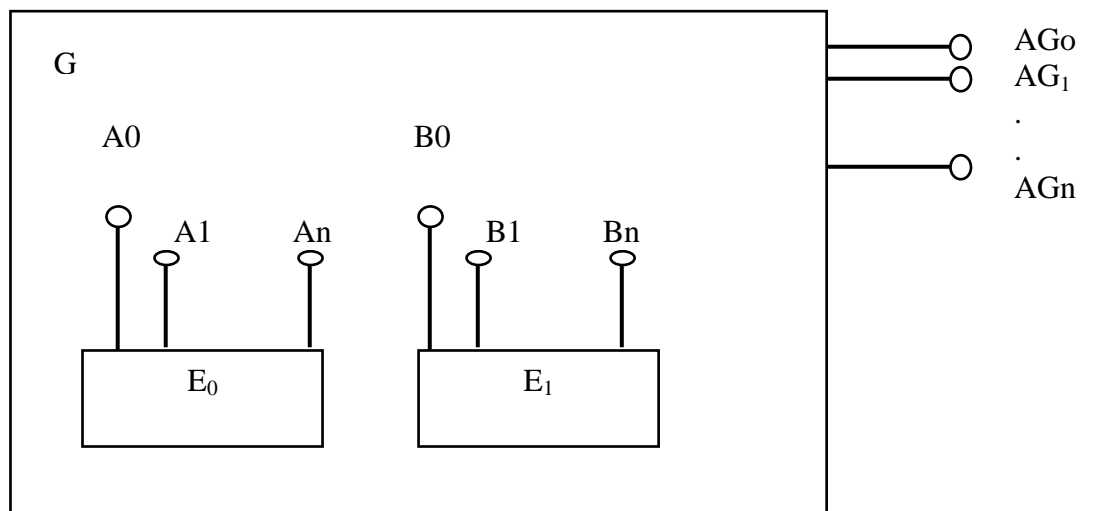 AGo
G
AG₁
.
A0 B0
.
AGn
A1 An B1 Bn
E₀ E₁